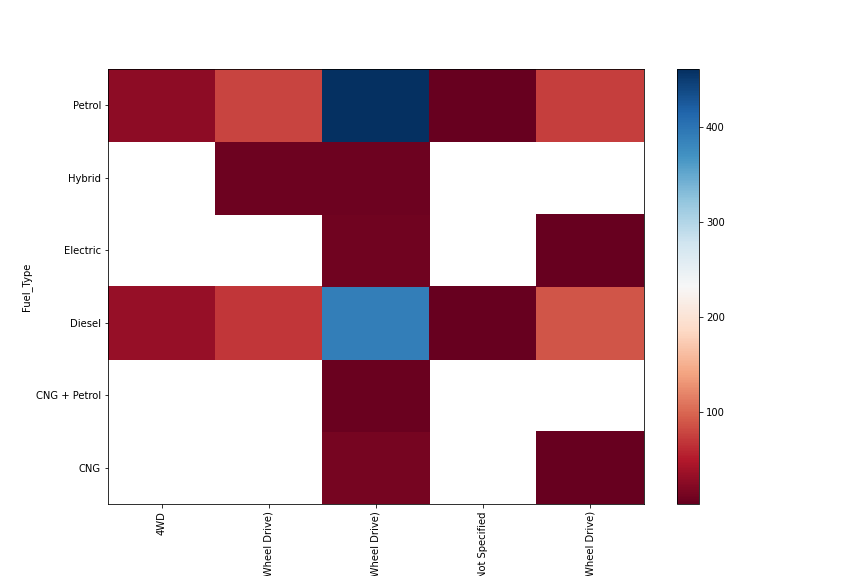 Petrol
Hybrid
Electric
Diesel
CNG + Petrol
CNG
Fuel_Type
4WD
Wheel Drive)
Wheel Drive)
Not Specified
Wheel Drive)
400
300
200
100